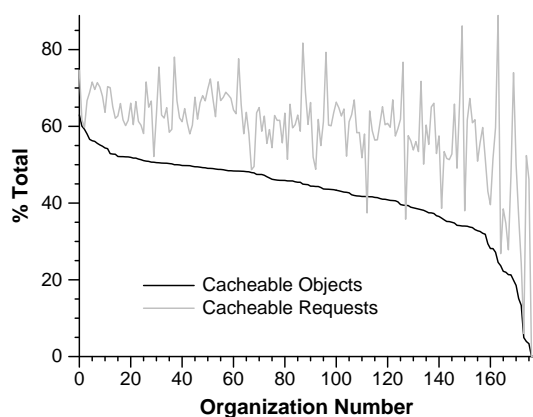 80
60
40
20
0
% Total
Cacheable Objects
Cacheable Requests
0 20 40 60 80 100 120 140 160
Organization Number